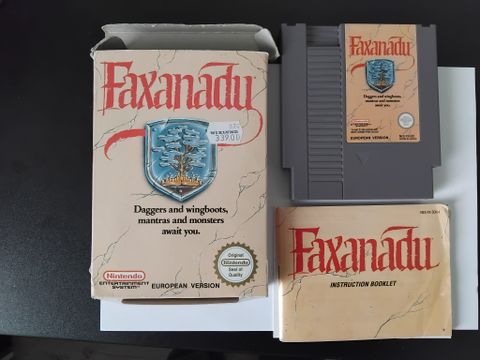 Faxanadu
339.00
Daggers and wingboots,
mantras and monsters
await you.
Nintendo
ENTERTAINMENT
SYSTEM
EUROPEAN VERSION
Original
Nintendo
Seal of
Quality
Faxanadu
Daggers and wingboots,
mantras and monsters
await you.
EUROPEAN VERSION
Faxanadu
INSTRUCTION BOOKLET